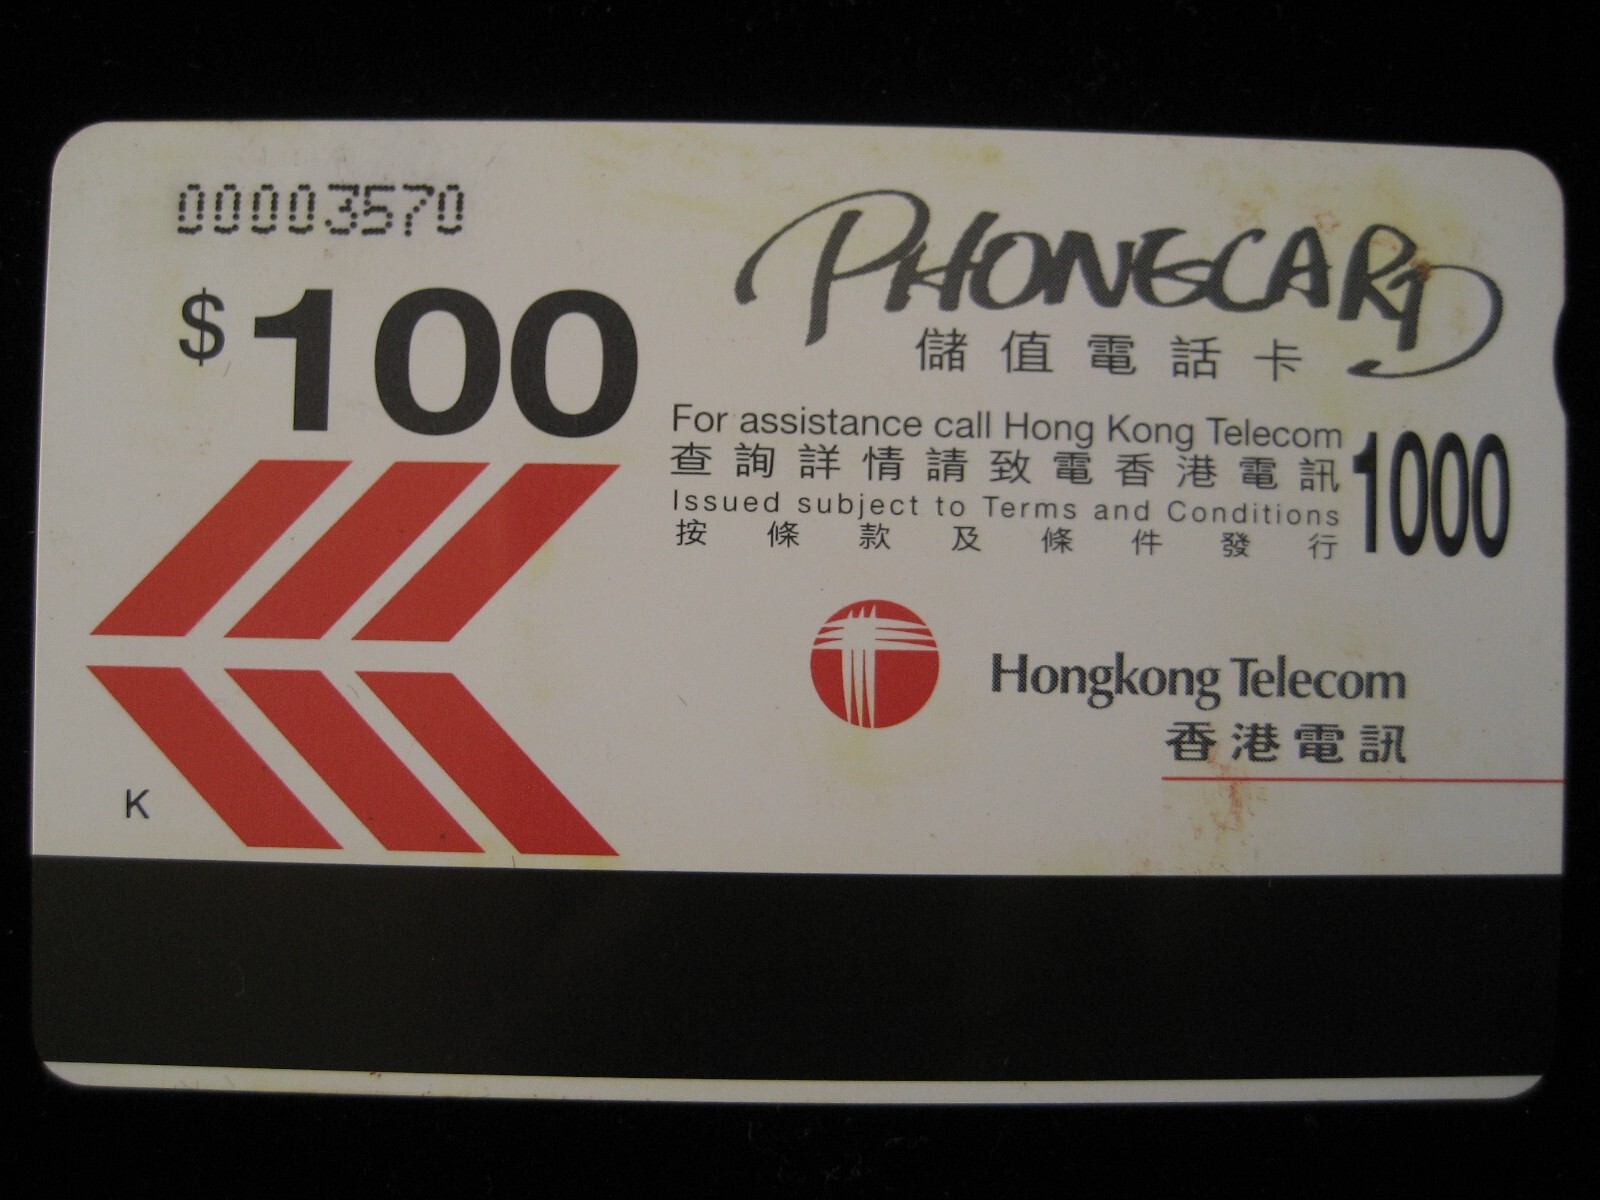 00003570
$100
PHONECARD
儲值電話卡
For assistance call Hong Kong Telecom
查詢詳情請致電香港電訊
1000
Issued subject to Terms and Conditions
按條款及條件發行
Hongkong Telecom
香港電訊
K